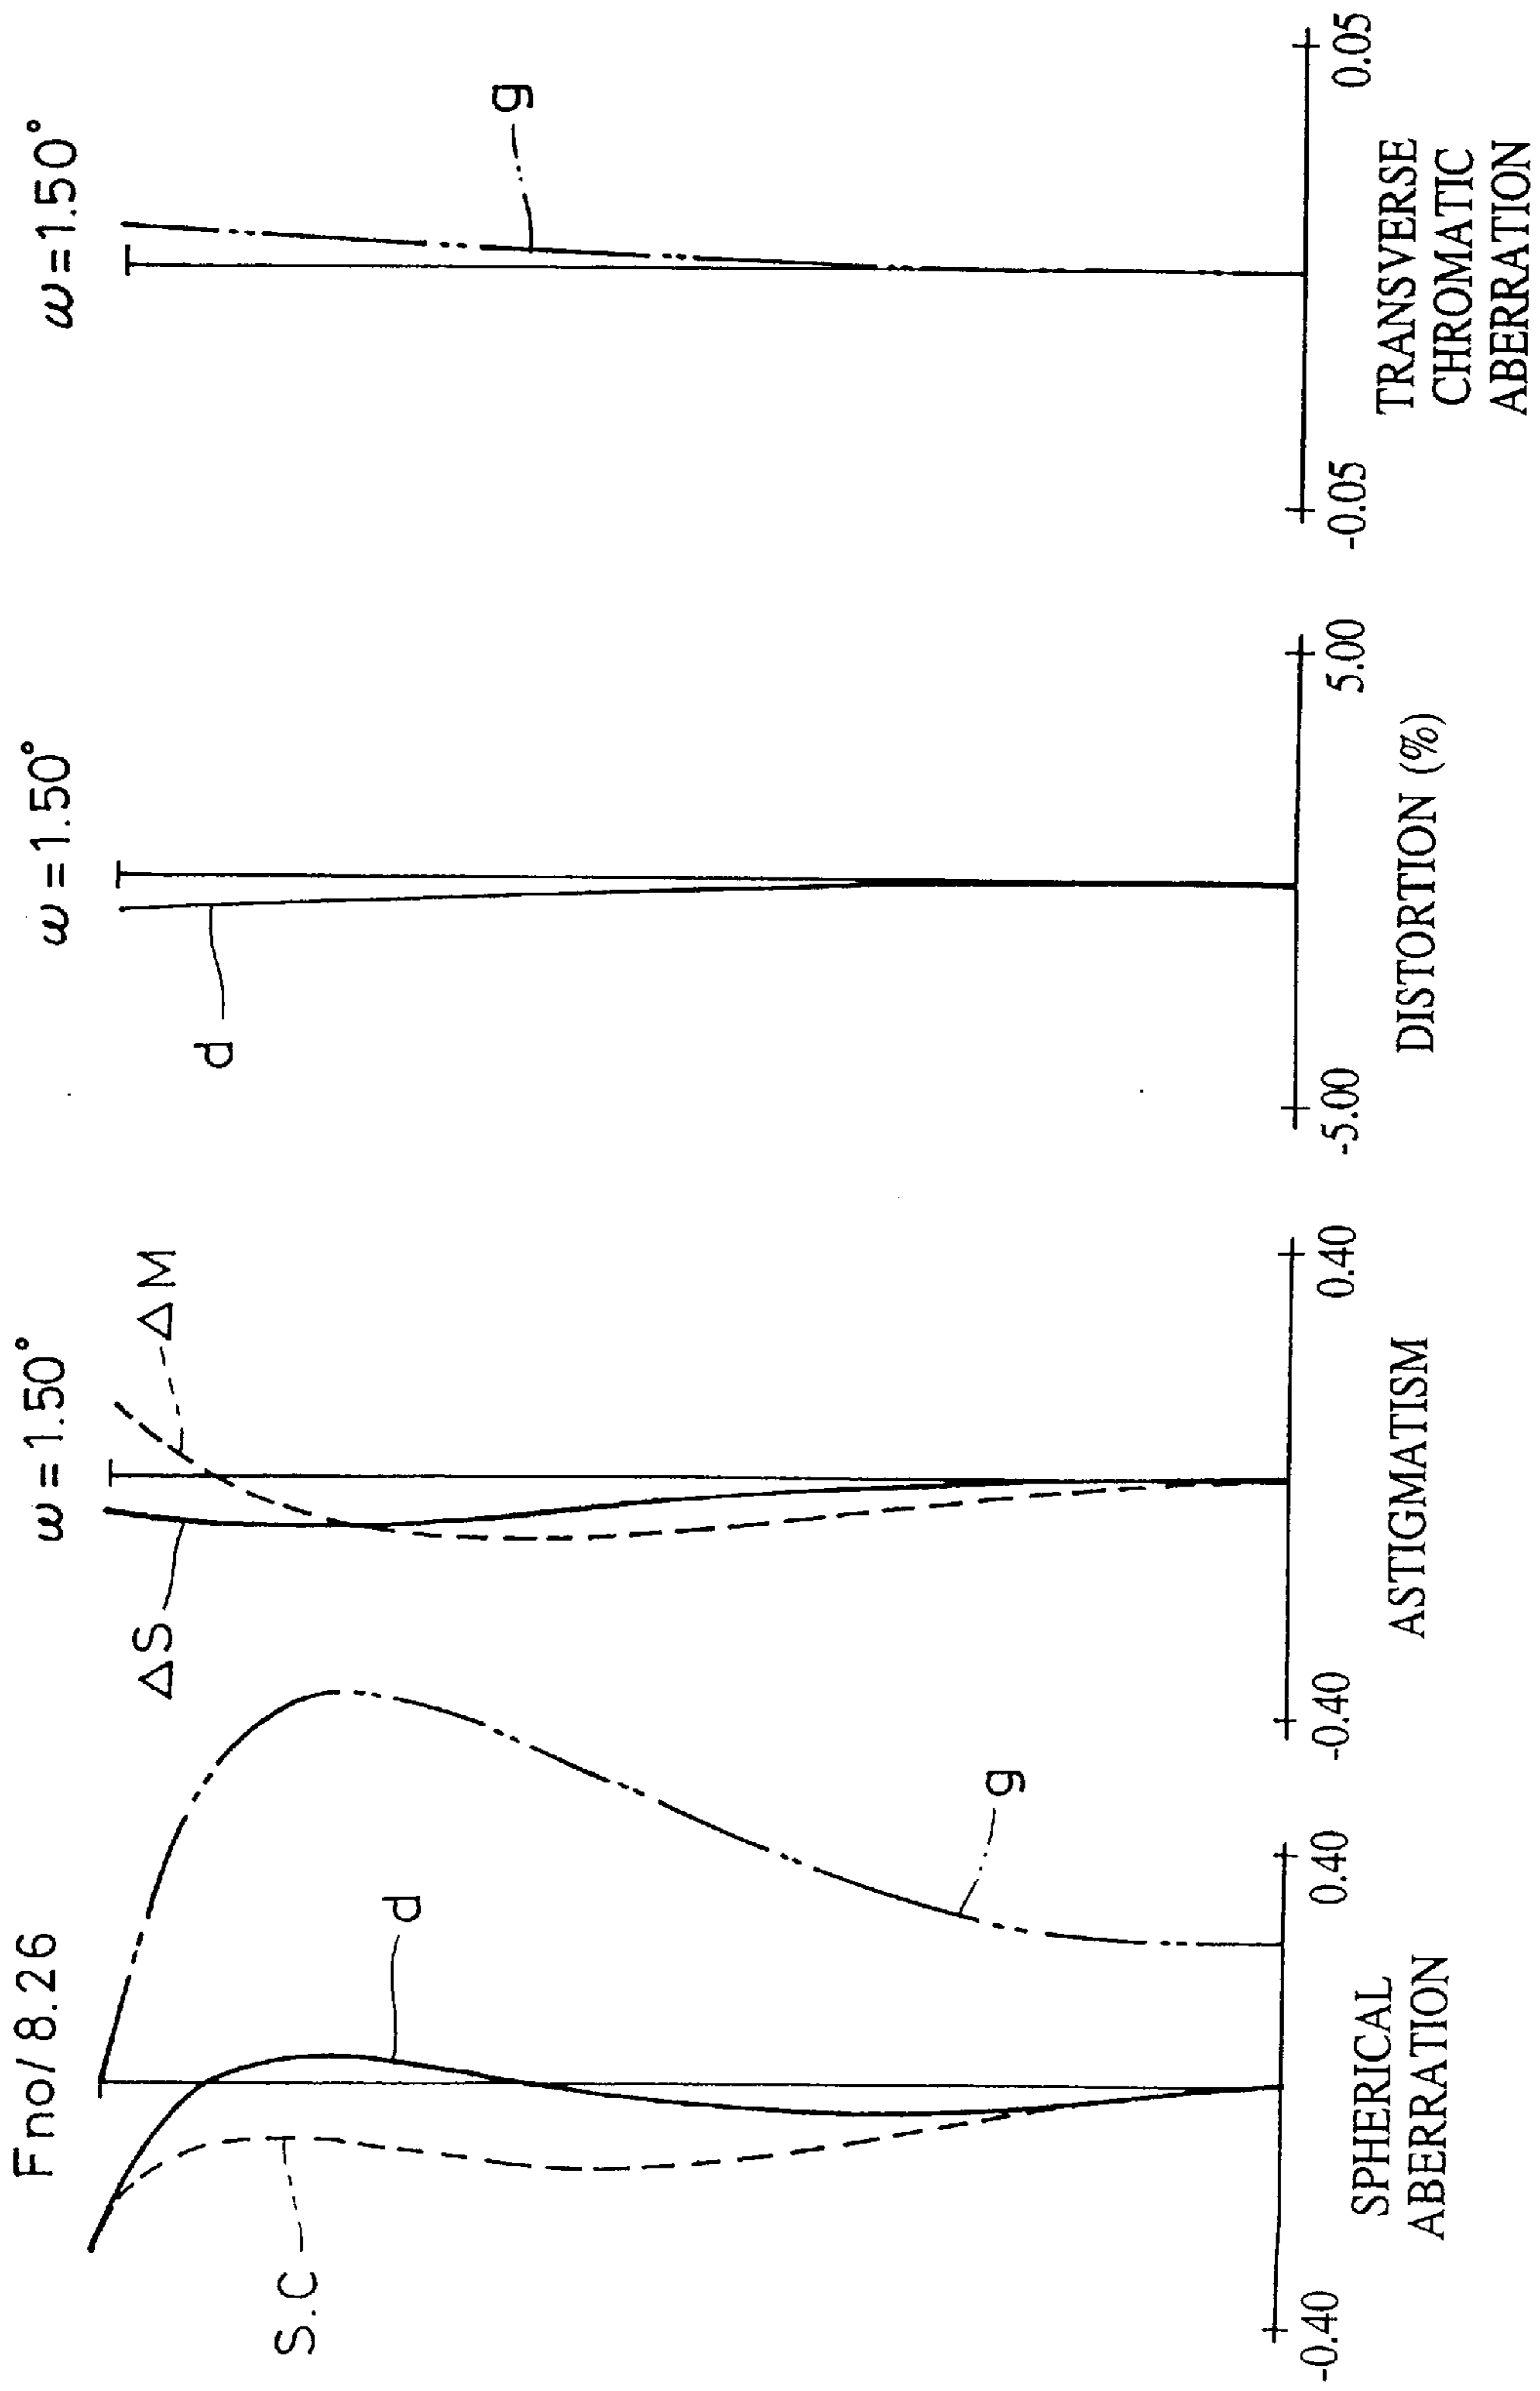 Fno/8.26
S.C
d
g
-0.40
0.40
SPHERICAL
ABERRATION
ω=1.50°
ΔS
ΔM
-0.40
0.40
ASTIGMATISM
ω=1.50°
d
-5.00
5.00
DISTORTION (%)
ω=1.50°
g
-0.05
0.05
TRANSVERSE
CHROMATIC
ABERRATION